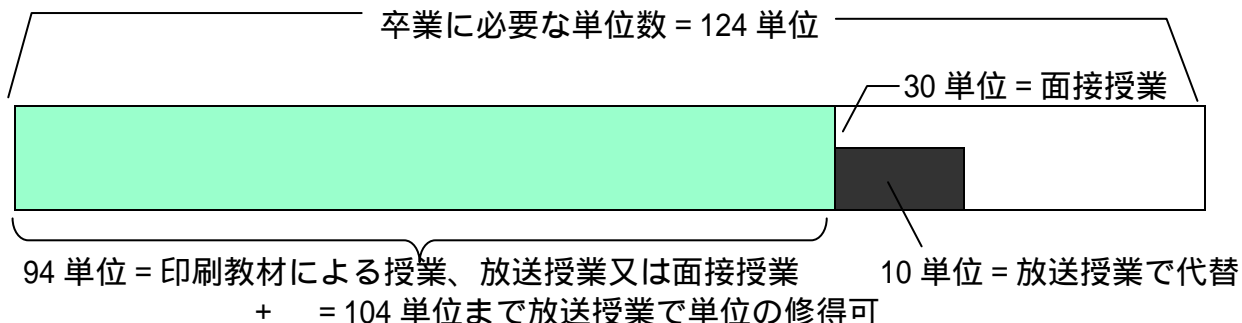 卒業に必要な単位数 = 124 単位
30 単位 = 面接授業
94 単位 = 印刷教材による授業、放送授業又は面接授業
10 単位 = 放送授業で代替
+ = 104 単位まで放送授業で単位の修得可